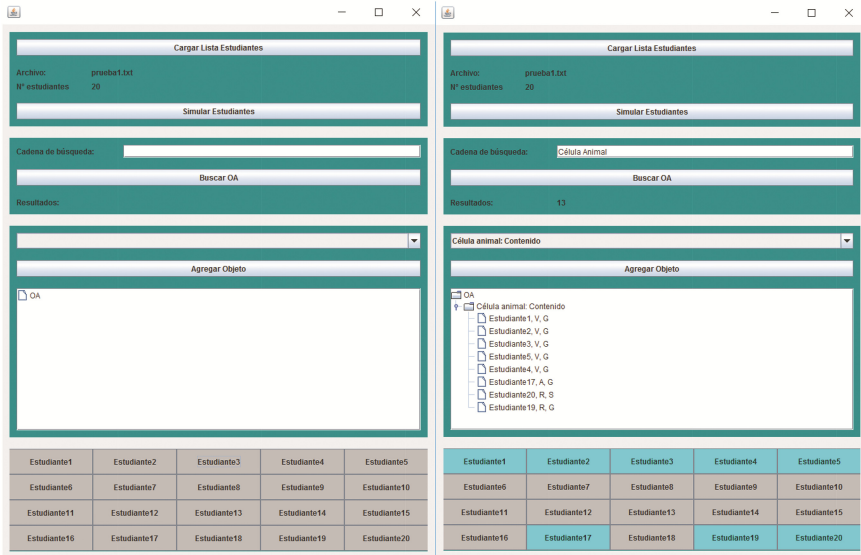 Cargar Lista Estudiantes
Archivo: prueba1.txt
N° estudiantes 20
Simular Estudiantes
Cadena de búsqueda:
Buscar OA
Resultados:
Agregar Objeto
OA
Estudiante1 Estudiante2 Estudiante3 Estudiante4 Estudiante5
Estudiante6 Estudiante7 Estudiante8 Estudiante9 Estudiante10
Estudiante11 Estudiante12 Estudiante13 Estudiante14 Estudiante15
Estudiante16 Estudiante17 Estudiante18 Estudiante19 Estudiante20
Cargar Lista Estudiantes
Archivo: prueba1.txt
N° estudiantes 20
Simular Estudiantes
Cadena de búsqueda: Célula Animal
Buscar OA
Resultados: 13
Célula animal: Contenido
Agregar Objeto
OA
Célula animal: Contenido
Estudiante1, V, G
Estudiante2, V, G
Estudiante3, V, G
Estudiante5, V, G
Estudiante4, V, G
Estudiante17, A, G
Estudiante20, R, S
Estudiante19, R, G
Estudiante1 Estudiante2 Estudiante3 Estudiante4 Estudiante5
Estudiante6 Estudiante7 Estudiante8 Estudiante9 Estudiante10
Estudiante11 Estudiante12 Estudiante13 Estudiante14 Estudiante15
Estudiante16 Estudiante17 Estudiante18 Estudiante19 Estudiante20